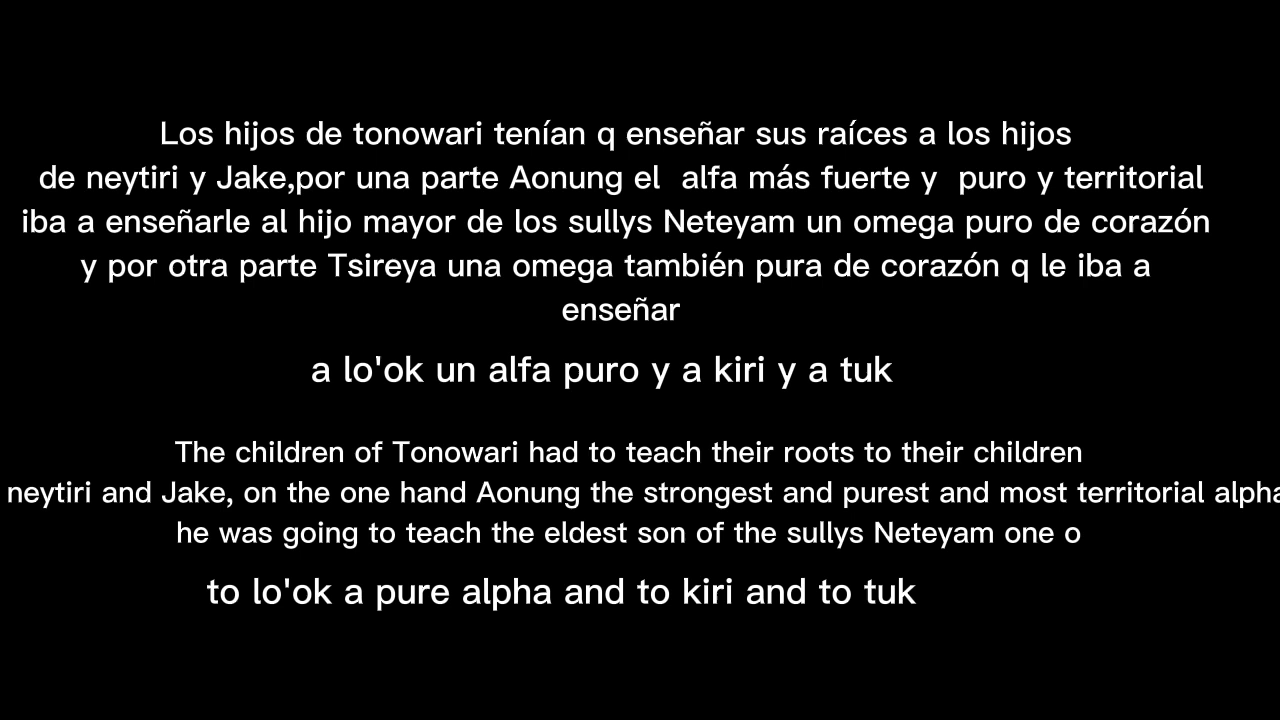 Los hijos de tonowari tenían q enseñar sus raíces a los hijos
de neytiri y Jake,por una parte Aonung el alfa más fuerte y puro y territorial
iba a enseñarle al hijo mayor de los sullys Neteyam un omega puro de corazón
y por otra parte Tsireya una omega también pura de corazón q le iba a
enseñar
a lo'ok un alfa puro y a kiri y a tuk
The children of Tonowari had to teach their roots to their children
neytiri and Jake, on the one hand Aonung the strongest and purest and most territorial alpha
he was going to teach the eldest son of the sullys Neteyam one o
to lo'ok a pure alpha and to kiri and to tuk